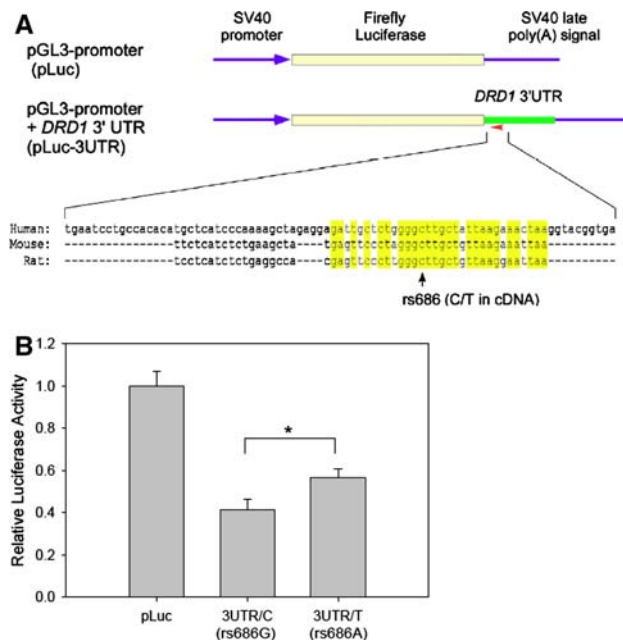 A
SV40 promoter
Firefly Luciferase
SV40 late poly(A) signal
pGL3-promoter
(pLuc)
DRD1 3'UTR
pGL3-promoter
+ DRD1 3' UTR
(pLuc-3UTR)
Human: tgaatcctgccacacatgctcatcccaaaagctagaggagattgctctggggcttgctattaagaaactaaggtacggtga
Mouse: --------------ttctcatctctgaagcta------tgagttccctagggcttgctgttaagaaattaa----------
Rat: --------------tcctcatctctgaggcca------cgagttcccttgggcttgctgttaaggaattaa----------
rs686 (C/T in cDNA)
B
Relative Luciferase Activity
1.2
1.0
0.8
0.6
0.4
0.2
0.0
*
pLuc
3UTR/C
(rs686G)
3UTR/T
(rs686A)